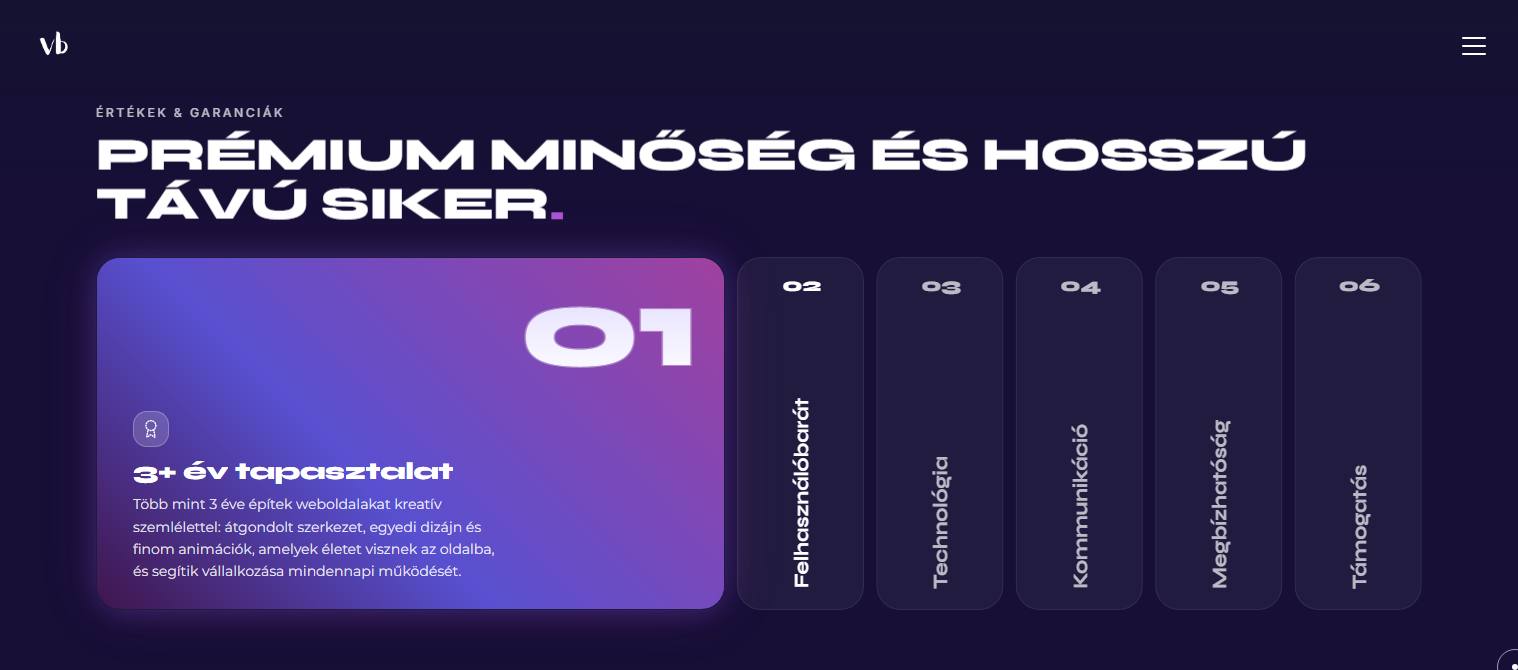 vb
ÉRTÉKEK & GARANCIÁK
PRÉMIUM MINŐSÉG ÉS HOSSZÚ
TÁVÚ SIKER.
01
3+ év tapasztalat
Több mint 3 éve építek weboldalakat kreatív
szemlélettel: átgondolt szerkezet, egyedi dizájn és
finom animációk, amelyek életet visznek az oldalba,
és segítik vállalkozása mindennapi működését.
02
Felhasználóbarát
03
Technológia
04
Kommunikáció
05
Megbízhatóság
06
Támogatás